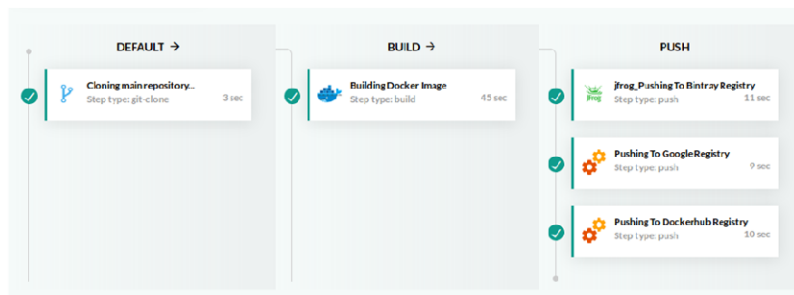 DEFAULT →
Cloning main repository...
Step type: git-clone 3 sec
BUILD →
Building Docker Image
Step type: build 45 sec
PUSH
jfrog_Pushing To Bintray Registry
Step type: push 11 sec
Pushing To Google Registry
Step type: push 9 sec
Pushing To Dockerhub Registry
Step type: push 10 sec